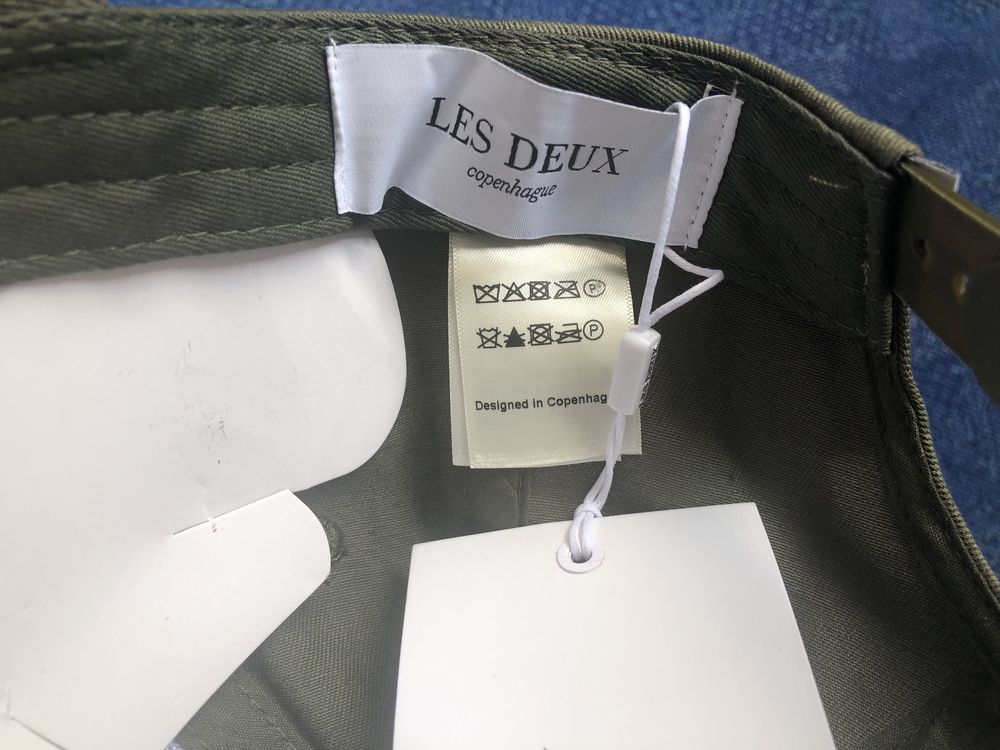 LES DEUX
copenhague
P
P
Designed in Copenhag